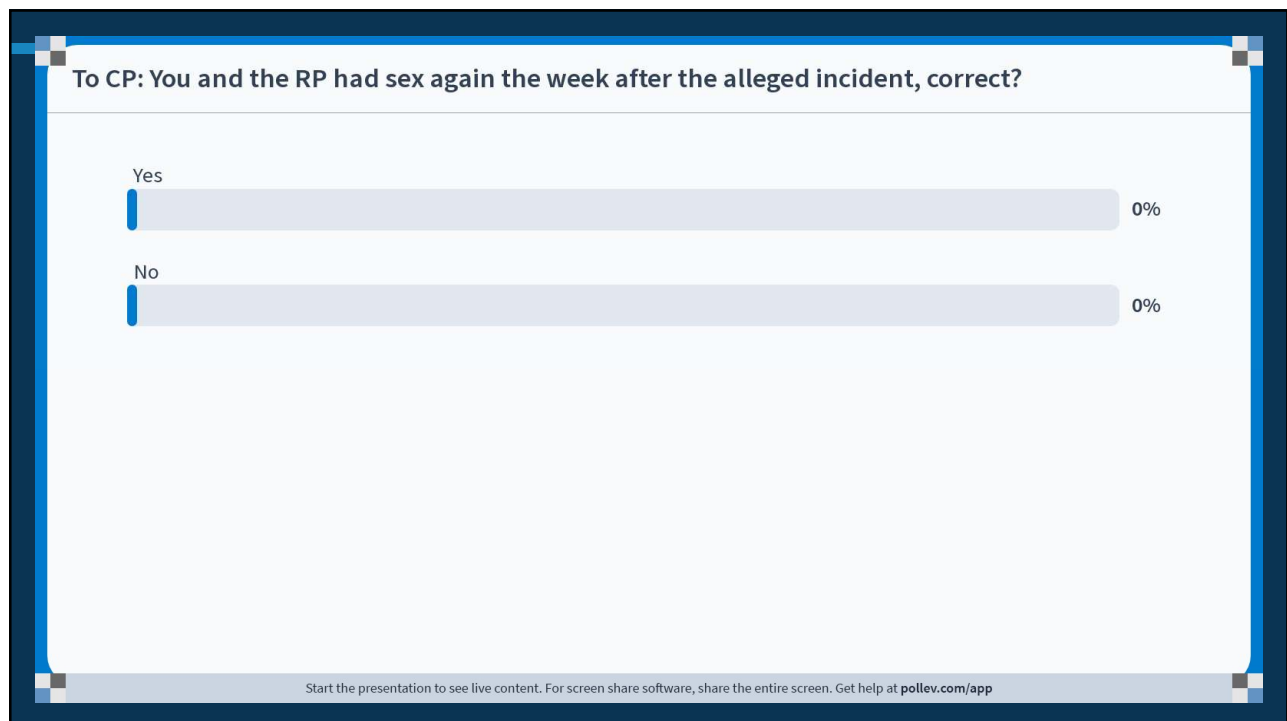 To CP: You and the RP had sex again the week after the alleged incident, correct?
Yes
0%
No
0%
Start the presentation to see live content. For screen share software, share the entire screen. Get help at pollev.com/app